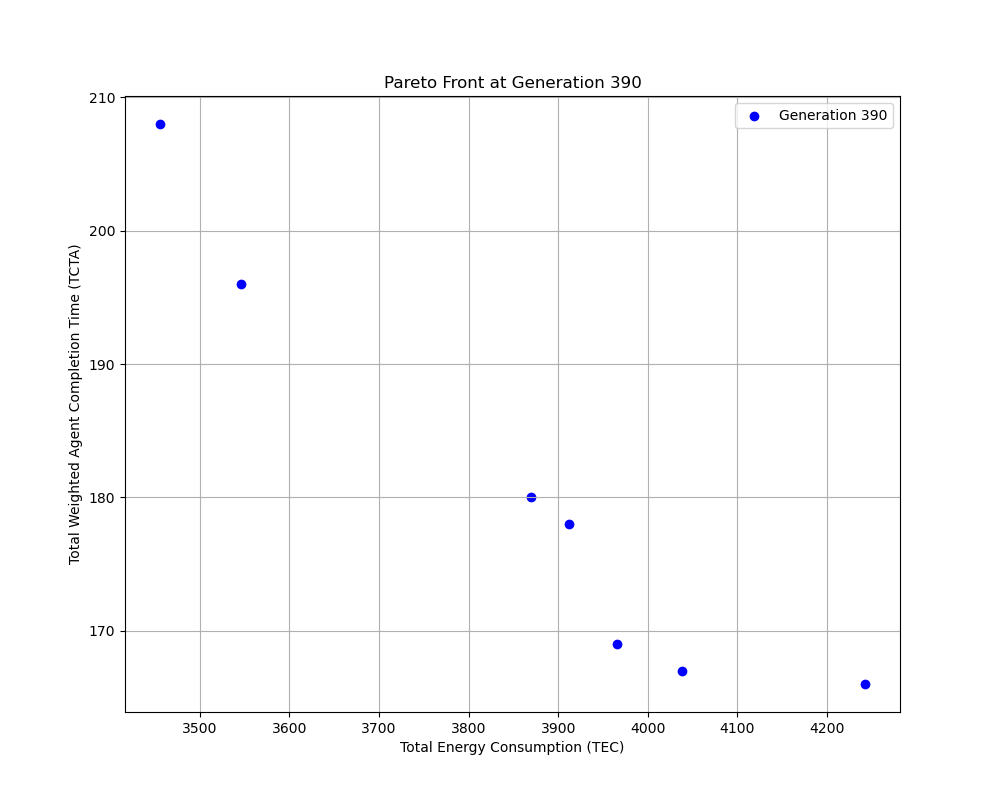 Pareto Front at Generation 390
Generation 390
210
200
190
180
170
Total Weighted Agent Completion Time (TCTA)
3500 3600 3700 3800 3900 4000 4100 4200
Total Energy Consumption (TEC)